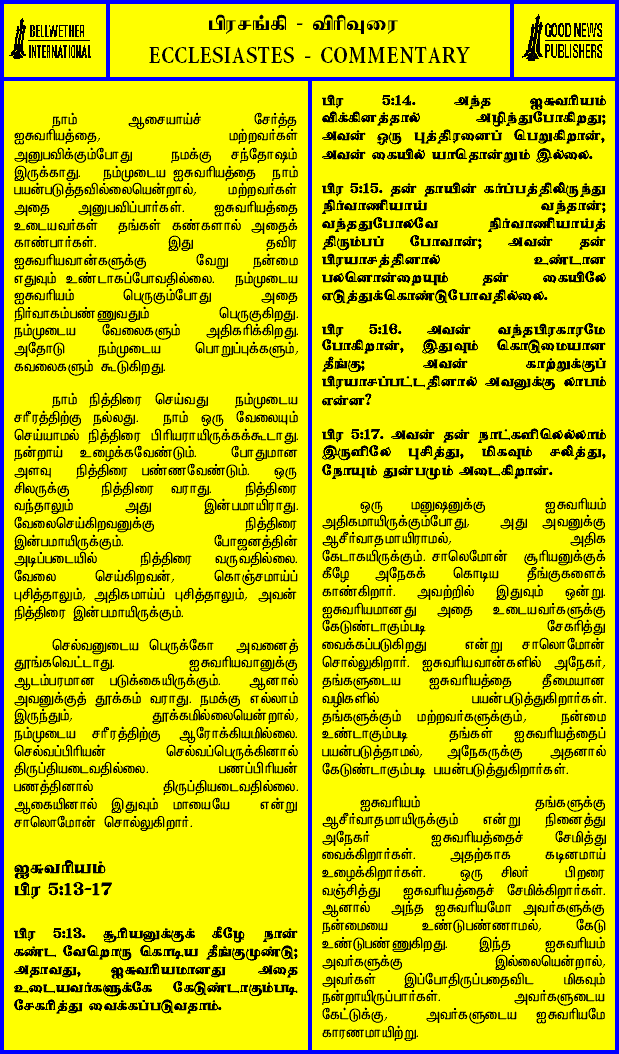 BELLWETHER
INTERNATIONAL
பிரசங்கி - விரிவுரை
ECCLESIASTES - COMMENTARY
GOOD NEWS
PUBLISHERS
நாம் ஆசையாய்ச் சேர்த்த
ஐசுவரியத்தை, மற்றவர்கள்
அனுபவிக்கும்போது நமக்கு சந்தோஷம்
இருக்காது. நம்முடைய ஐசுவரியத்தை நாம்
பயன்படுத்தவில்லையென்றால், மற்றவர்கள்
அதை அனுபவிப்பார்கள். ஐசுவரியத்தை
உடையவர்கள் தங்கள் கண்களால் அதைக்
காண்பார்கள். இது தவிர
ஐசுவரியவான்களுக்கு வேறு நன்மை
எதுவும் உண்டாகப்போவதில்லை. நம்முடைய
ஐசுவரியம் பெருகும்போது அதை
நிர்வாகம்பண்ணுவதும் பெருகுகிறது.
நம்முடைய வேலைகளும் அதிகரிக்கிறது.
அதோடு நம்முடைய பொறுப்புக்களும்,
கவலைகளும் கூடுகிறது.
நாம் நித்திரை செய்வது நம்முடைய
சரீரத்திற்கு நல்லது. நாம் ஒரு வேலையும்
செய்யாமல் நித்திரை பிரியராயிருக்கக்கூடாது.
நன்றாய் உழைக்கவேண்டும். போதுமான
அளவு நித்திரை பண்ணவேண்டும். ஒரு
சிலருக்கு நித்திரை வராது. நித்திரை
வந்தாலும் அது இன்பமாயிராது.
வேலைசெய்கிறவனுக்கு நித்திரை
இன்பமாயிருக்கும். போஜனத்தின்
அடிப்படையில் நித்திரை வருவதில்லை.
வேலை செய்கிறவன், கொஞ்சமாய்ப்
புசித்தாலும், அதிகமாய்ப் புசித்தாலும், அவன்
நித்திரை இன்பமாயிருக்கும்.
செல்வனுடைய பெருக்கோ அவனைத்
தூங்கவெட்டாது. ஐசுவரியவானுக்கு
ஆடம்பரமான படுக்கையிருக்கும். ஆனால்
அவனுக்குத் தூக்கம் வராது. நமக்கு எல்லாம்
இருந்தும், தூக்கமில்லையென்றால்,
நம்முடைய சரீரத்திற்கு ஆரோக்கியமில்லை.
செல்வப்பிரியன் செல்வப்பெருக்கினால்
திருப்தியடைவதில்லை. பணப்பிரியன்
பணத்தினால் திருப்தியடைவதில்லை.
ஆகையினால் இதுவும் மாயையே என்று
சாலொமோன் சொல்லுகிறார்.
ஐசுவரியம்
பிர 5:13-17
பிர 5:13. சூரியனுக்குக் கீழே நான்
கண்ட வேறொரு கொடிய தீங்குமுண்டு;
அதாவது, ஐசுவரியமானது அதை
உடையவர்களுக்கே கேடுண்டாகும்படி
சேகரித்து வைக்கப்படுவதாம்.
பிர 5:14. அந்த ஐசுவரியம்
விக்கினத்தால் அழிந்துபோகிறது;
அவன் ஒரு புத்திரனைப் பெறுகிறான்,
அவன் கையில் யாதொன்றும் இல்லை.
பிர 5:15. தன் தாயின் கர்ப்பத்திலிருந்து
நிர்வாணியாய் வந்தான்;
வந்ததுபோலவே நிர்வாணியாய்த்
திரும்பப் போவான்; அவன் தன்
பிரயாசத்தினால் உண்டான
பலனொன்றையும் தன் கையிலே
எடுத்துக்கொண்டுபோவதில்லை.
பிர 5:16. அவன் வந்தபிரகாரமே
போகிறான், இதுவும் கொடுமையான
தீங்கு; அவன் காற்றுக்குப்
பிரயாசப்பட்டதினால் அவனுக்கு லாபம்
என்ன?
பிர 5:17. அவன் தன் நாட்களிலெல்லாம்
இருளிலே புசித்து, மிகவும் சலித்து,
நோயும் துன்பமும் அடைகிறான்.
ஒரு மனுஷனுக்கு ஐசுவரியம்
அதிகமாயிருக்கும்போது, அது அவனுக்கு
ஆசீர்வாதமாயிராமல், அதிக
கேடாகயிருக்கும். சாலெமோன் சூரியனுக்குக்
கீழே அநேகக் கொடிய தீங்குகளைக்
காண்கிறார். அவற்றில் இதுவும் ஒன்று.
ஐசுவரியமானது அதை உடையவர்களுக்கு
கேடுண்டாகும்படி சேகரித்து
வைக்கப்படுகிறது என்று சாலொமோன்
சொல்லுகிறார். ஐசுவரியவான்களில் அநேகர்,
தங்களுடைய ஐசுவரியத்தை தீமையான
வழிகளில் பயன்படுத்துகிறார்கள்.
தங்களுக்கும் மற்றவர்களுக்கும், நன்மை
உண்டாகும்படி தங்கள் ஐசுவரியத்தைப்
பயன்படுத்தாமல், அநேகருக்கு அதனால்
கேடுண்டாகும்படி பயன்படுத்துகிறார்கள்.
ஐசுவரியம் தங்களுக்கு
ஆசீர்வாதமாயிருக்கும் என்று நினைத்து
அநேகர் ஐசுவரியத்தைச் சேமித்து
வைக்கிறார்கள். அதற்காக கடினமாய்
உழைக்கிறார்கள். ஒரு சிலர் பிறரை
வஞ்சித்து ஐசுவரியத்தைச் சேமிக்கிறார்கள்.
ஆனால் அந்த ஐசுவரியமோ அவர்களுக்கு
நன்மையை உண்டுபண்ணாமல், கேடு
உண்டுபண்ணுகிறது. இந்த ஐசுவரியம்
அவர்களுக்கு இல்லையென்றால்,
அவர்கள் இப்போதிருப்பதைவிட மிகவும்
நன்றாயிருப்பார்கள். அவர்களுடைய
கேட்டுக்கு, அவர்களுடைய ஐசுவரியமே
காரணமாயிற்று.